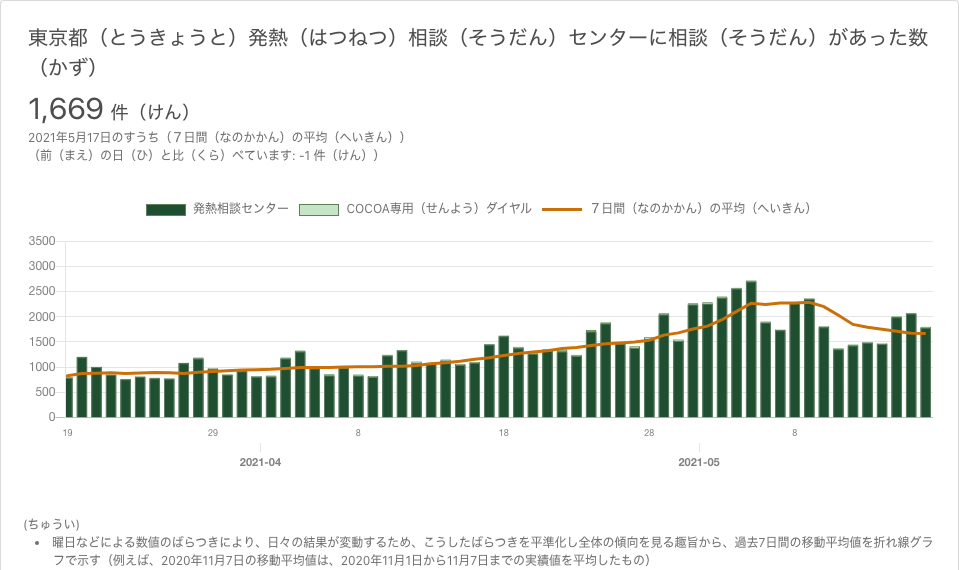 東京都（とうきょうと）発熱（はつねつ）相談（そうだん）センターに相談（そうだん）があった数
（かず）
1,669 件（けん）
2021年5月17日のすうち（７日間（なのかかん）の平均（へいきん））
（前（まえ）の日（ひ）と比（くら）べています: -1 件（けん））
発熱相談センター COCOA専用（せんよう）ダイヤル ７日間（なのかかん）の平均（へいきん）
3500
3000
2500
2000
1500
1000
500
0
19 29 8 18 28 8
2021-04 2021-05
(ちゅうい)
• 曜日などによる数値のばらつきにより、日々の結果が変動するため、こうしたばらつきを平準化し全体の傾向を見る趣旨から、過去7日間の移動平均値を折れ線グラ
フで示す（例えば、2020年11月7日の移動平均値は、2020年11月1日から11月7日までの実績値を平均したもの）